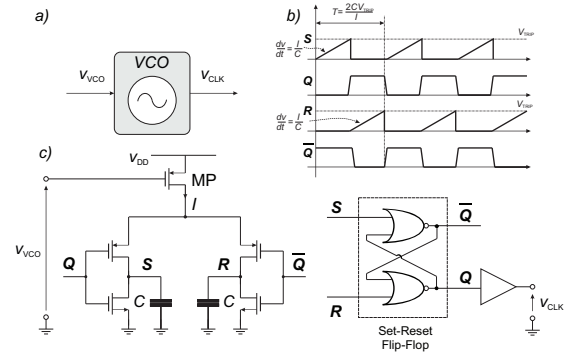 a)
VCO
VVCO
VCLK
b)
T= 2CVTRIP / I
S
VTRIP
dv/dt = I/C
Q
R
VTRIP
dv/dt = I/C
Q
c)
VDD
MP
I
VVCO
Q
S
C
R
C
Q
S
R
Q
Q
VCLK
Set-Reset
Flip-Flop